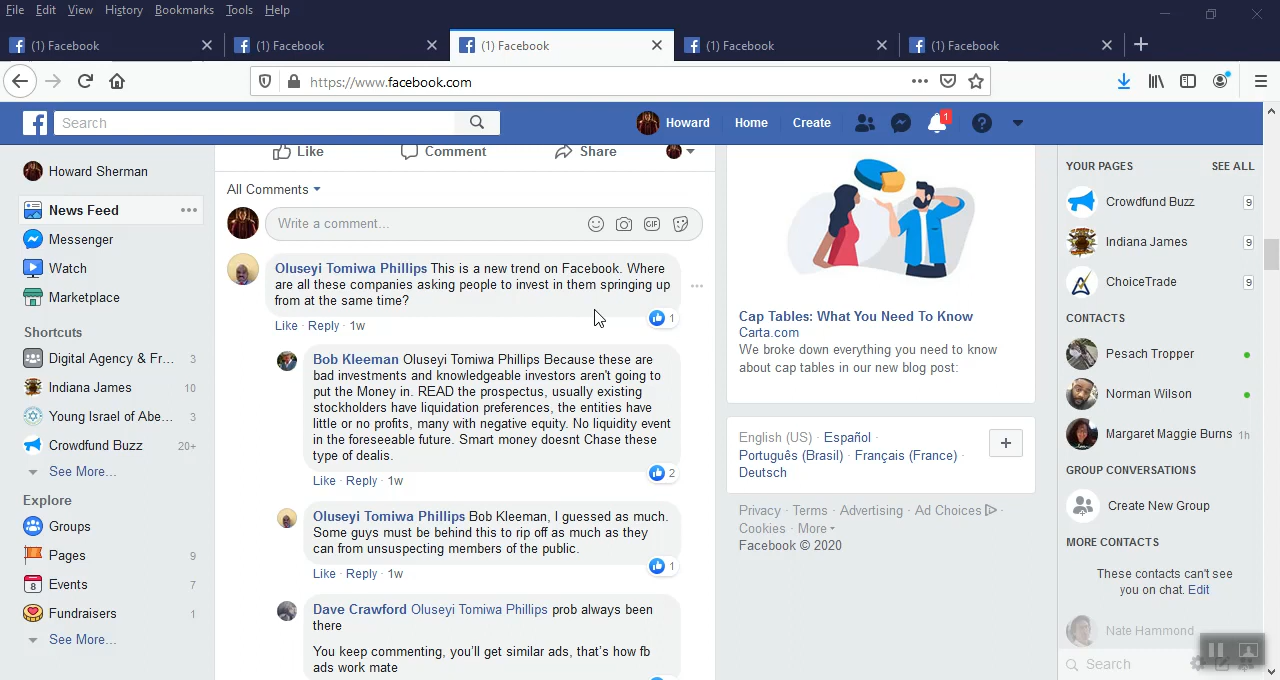 File Edit View History Bookmarks Tools Help
(1) Facebook (1) Facebook (1) Facebook (1) Facebook (1) Facebook
https://www.facebook.com
Search Howard Home Create 1
Howard Sherman
News Feed
Messenger
Watch
Marketplace
Shortcuts
Digital Agency & Fr... 3
Indiana James 10
Young Israel of Abe... 3
Crowdfund Buzz 20+
See More...
Explore
Groups
Pages 9
Events 7
Fundraisers 1
See More...
Like Comment Share
All Comments
Write a comment...
GIF
Oluseyi Tomiwa Phillips This is a new trend on Facebook. Where
are all these companies asking people to invest in them springing up
from at the same time?
Like · Reply · 1w 1
Bob Kleeman Oluseyi Tomiwa Phillips Because these are
bad investments and knowledgeable investors aren't going to
put the Money in. READ the prospectus, usually existing
stockholders have liquidation preferences, the entities have
little or no profits, many with negative equity. No liquidity event
in the foreseeable future. Smart money doesnt Chase these
type of dealis.
Like · Reply · 1w 2
Oluseyi Tomiwa Phillips Bob Kleeman, I guessed as much.
Some guys must be behind this to rip off as much as they
can from unsuspecting members of the public.
Like · Reply · 1w 1
Dave Crawford Oluseyi Tomiwa Phillips prob always been
there
You keep commenting, you'll get similar ads, that's how fb
ads work mate
Cap Tables: What You Need To Know
Carta.com
We broke down everything you need to know
about cap tables in our new blog post:
English (US) · Español ·
Português (Brasil) · Français (France) ·
Deutsch
Privacy · Terms · Advertising · Ad Choices ·
Cookies · More
Facebook © 2020
YOUR PAGES SEE ALL
Crowdfund Buzz 9
Indiana James 9
ChoiceTrade 9
CONTACTS
Pesach Tropper
Norman Wilson
Margaret Maggie Burns 1h
GROUP CONVERSATIONS
Create New Group
MORE CONTACTS
These contacts can't see
you on chat. Edit
Nate Hammond
Search